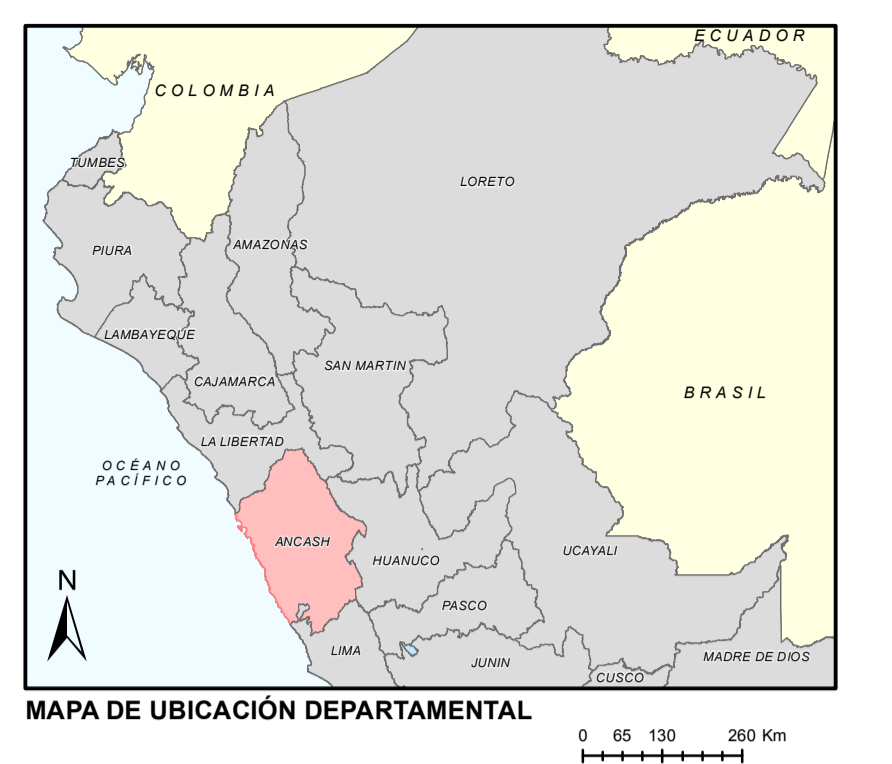 ECUADOR
COLOMBIA
TUMBES
LORETO
AMAZONAS
PIURA
LAMBAYEQUE
SAN MARTIN
CAJAMARCA
BRASIL
LA LIBERTAD
OCÉANO
PACÍFICO
ANCASH
HUANUCO
UCAYALI
N
PASCO
LIMA
JUNIN
MADRE DE DIOS
CUSCO
MAPA DE UBICACIÓN DEPARTAMENTAL
0 65 130 260 Km